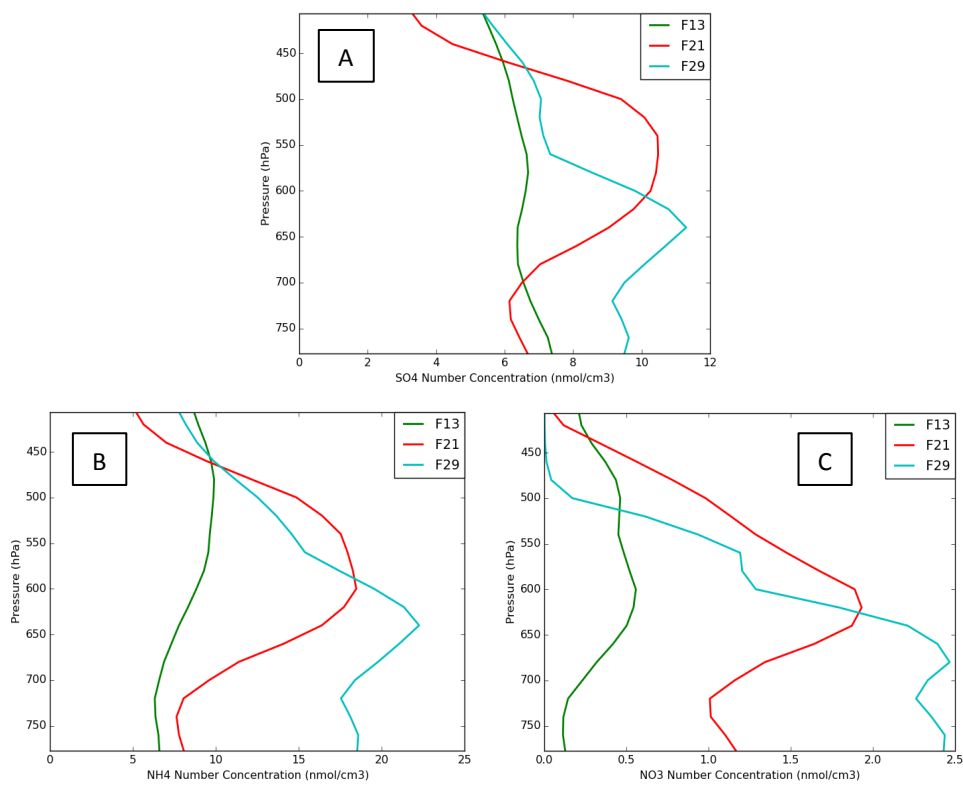 A
F13
F21
F29
450
500
550
600
650
700
750
Pressure (hPa)
0 2 4 6 8 10 12
SO4 Number Concentration (nmol/cm3)
B
F13
F21
F29
450
500
550
600
650
700
750
Pressure (hPa)
0 5 10 15 20 25
NH4 Number Concentration (nmol/cm3)
C
F13
F21
F29
450
500
550
600
650
700
750
Pressure (hPa)
0.0 0.5 1.0 1.5 2.0 2.5
NO3 Number Concentration (nmol/cm3)